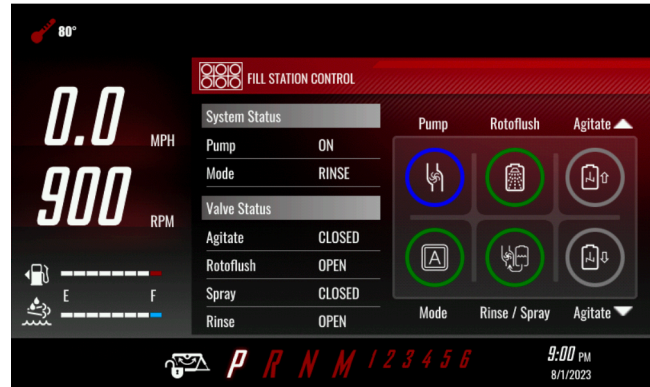 80°
FILL STATION CONTROL
0.0 MPH
900 RPM
E F
System Status
Pump ON
Mode RINSE
Valve Status
Agitate CLOSED
Rotoflush OPEN
Spray CLOSED
Rinse OPEN
Pump Rotoflush Agitate
A
Mode Rinse / Spray Agitate
P R N M 1 2 3 4 5 6
9:00 PM
8/1/2023